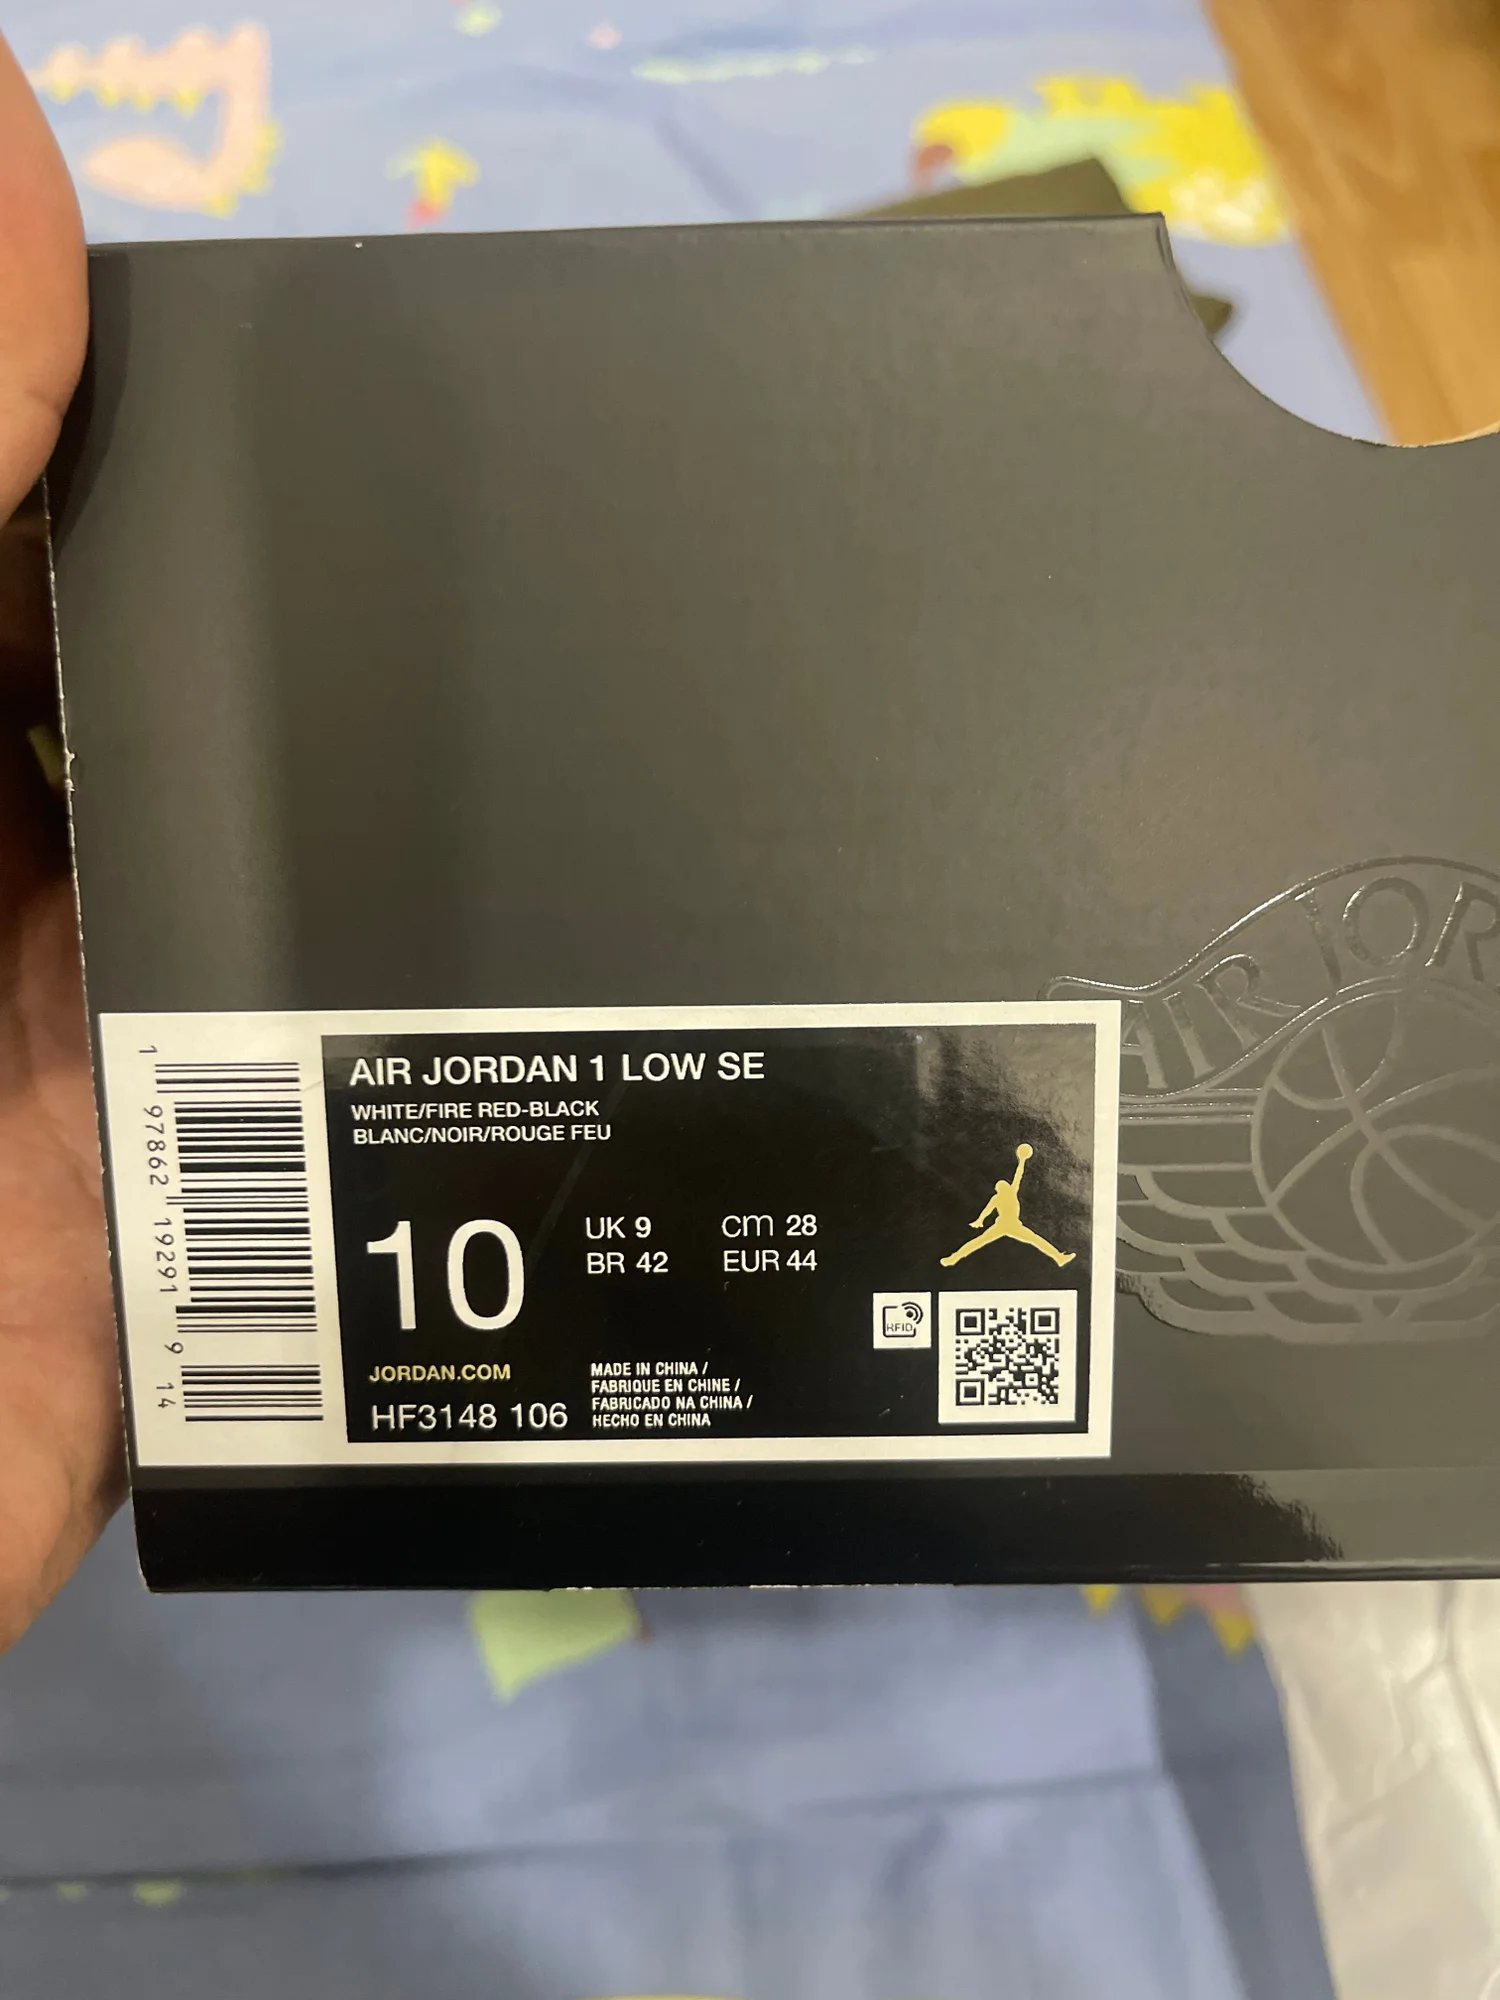 AIR JORDAN 1 LOW SE
WHITE/FIRE RED-BLACK
BLANC/NOIR/ROUGE FEU
10
UK 9
cm 28
BR 42
EUR 44
JORDAN.COM
HF3148 106
MADE IN CHINA /
FABRIQUE EN CHINE /
FABRICADO NA CHINA /
HECHO EN CHINA
RFID
1 97862 19291 9 14
AIR JOR